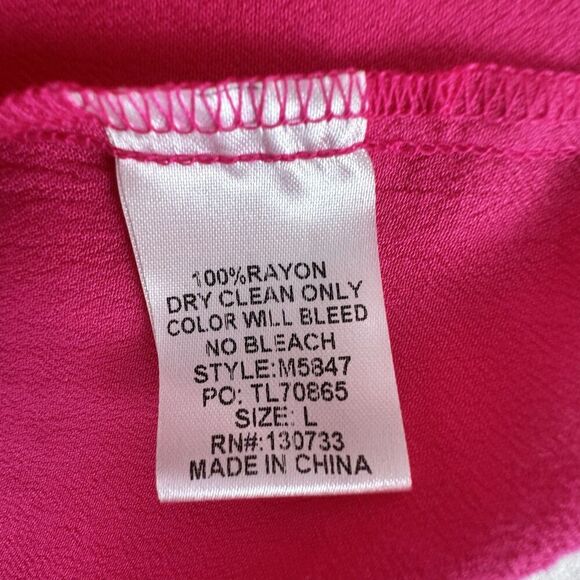 100%RAYON
DRY CLEAN ONLY
COLOR WILL BLEED
NO BLEACH
STYLE:M5847
PO: TL70865
SIZE: L
RN#:130733
MADE IN CHINA